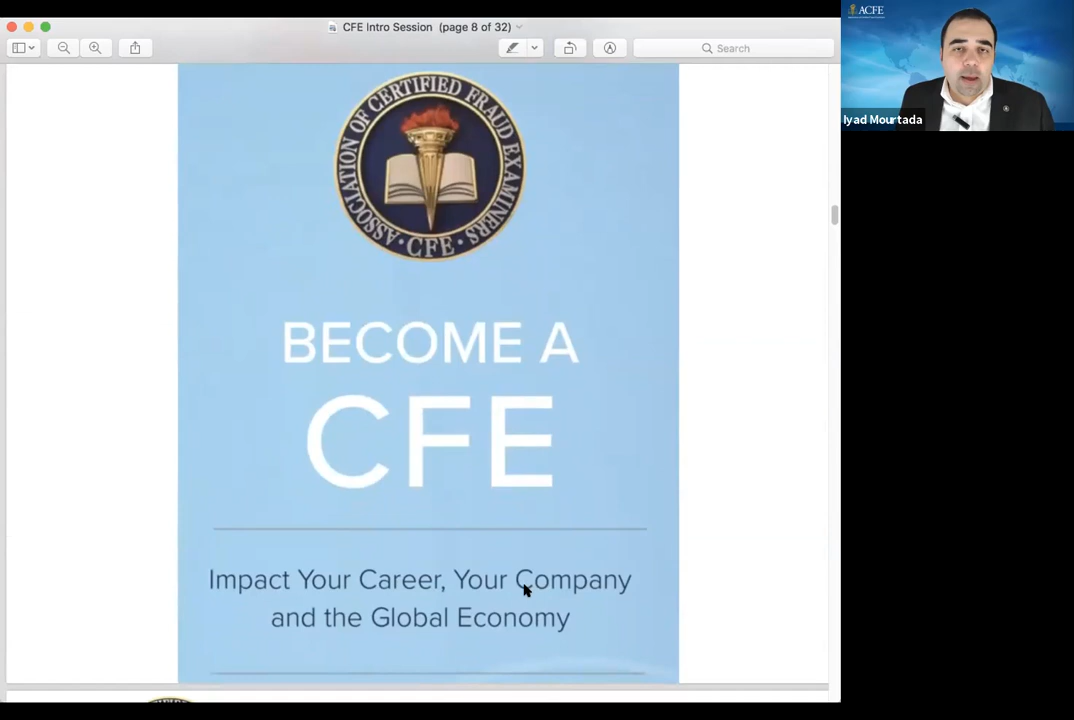 CFE Intro Session (page 8 of 32)
Search
ASSOCIATION OF CERTIFIED FRAUD EXAMINERS
· CFE ·
BECOME A
CFE
Impact Your Career, Your Company
and the Global Economy
ACFE
Iyad Mourtada